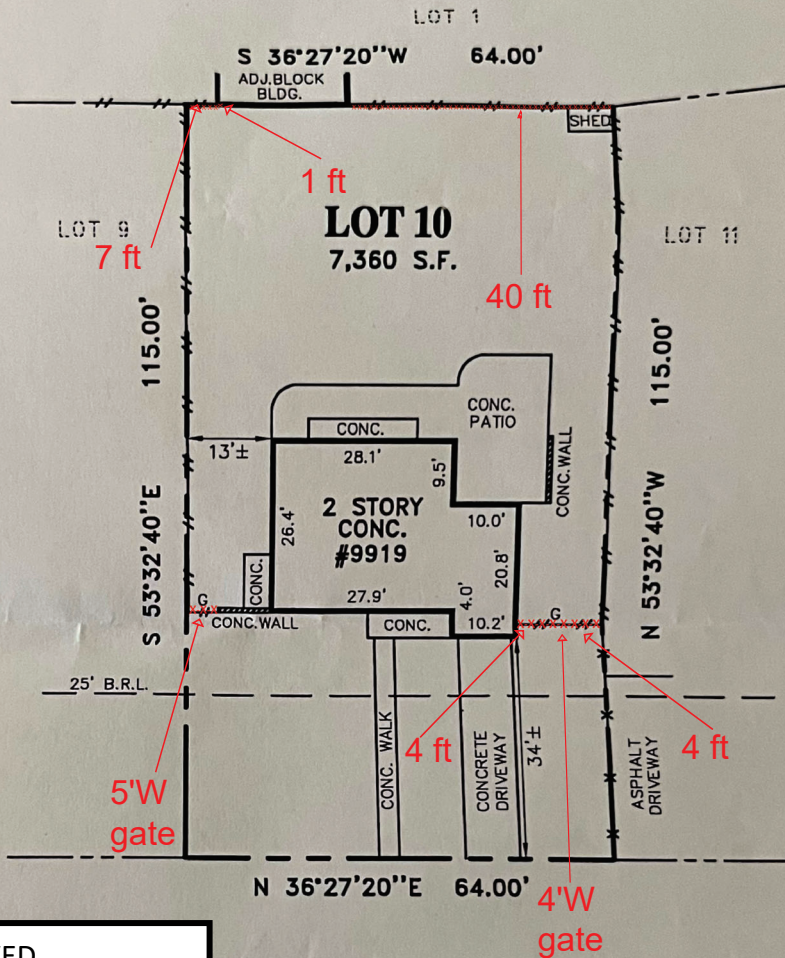 LOT 1
S 36°27'20''W 64.00'
ADJ.BLOCK
BLDG.
SHED
1 ft
LOT 9
7 ft
LOT 10
7,360 S.F.
LOT 11
40 ft
115.00'
115.00'
CONC.
PATIO
CONC.
13'±
28.1'
9.5'
CONC.WALL
S 53°32'40''E
N 53°32'40''W
2 STORY
CONC.
#9919
26.4'
10.0'
20.8'
CONC.
27.9'
4.0'
G
CONC.WALL
CONC.
10.2'
G
25' B.R.L.
4 ft
4 ft
CONC. WALK
CONCRETE
DRIVEWAY
34'±
ASPHALT
DRIVEWAY
5'W
gate
N 36°27'20''E 64.00'
4'W
gate